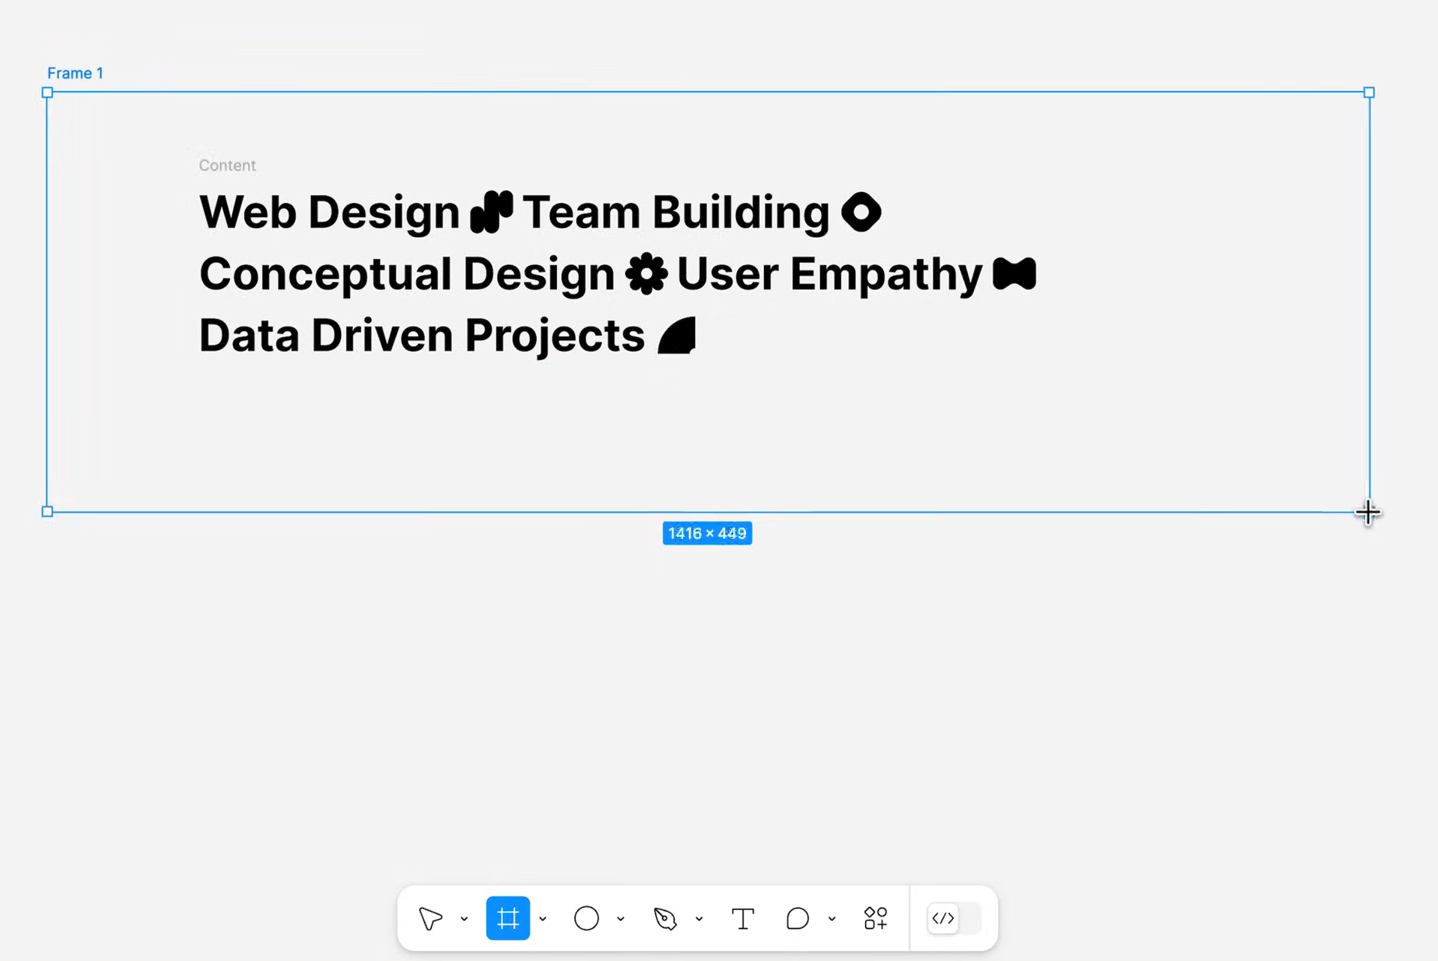 Frame 1
Content
Web Design Team Building
Conceptual Design User Empathy
Data Driven Projects
1416 × 449